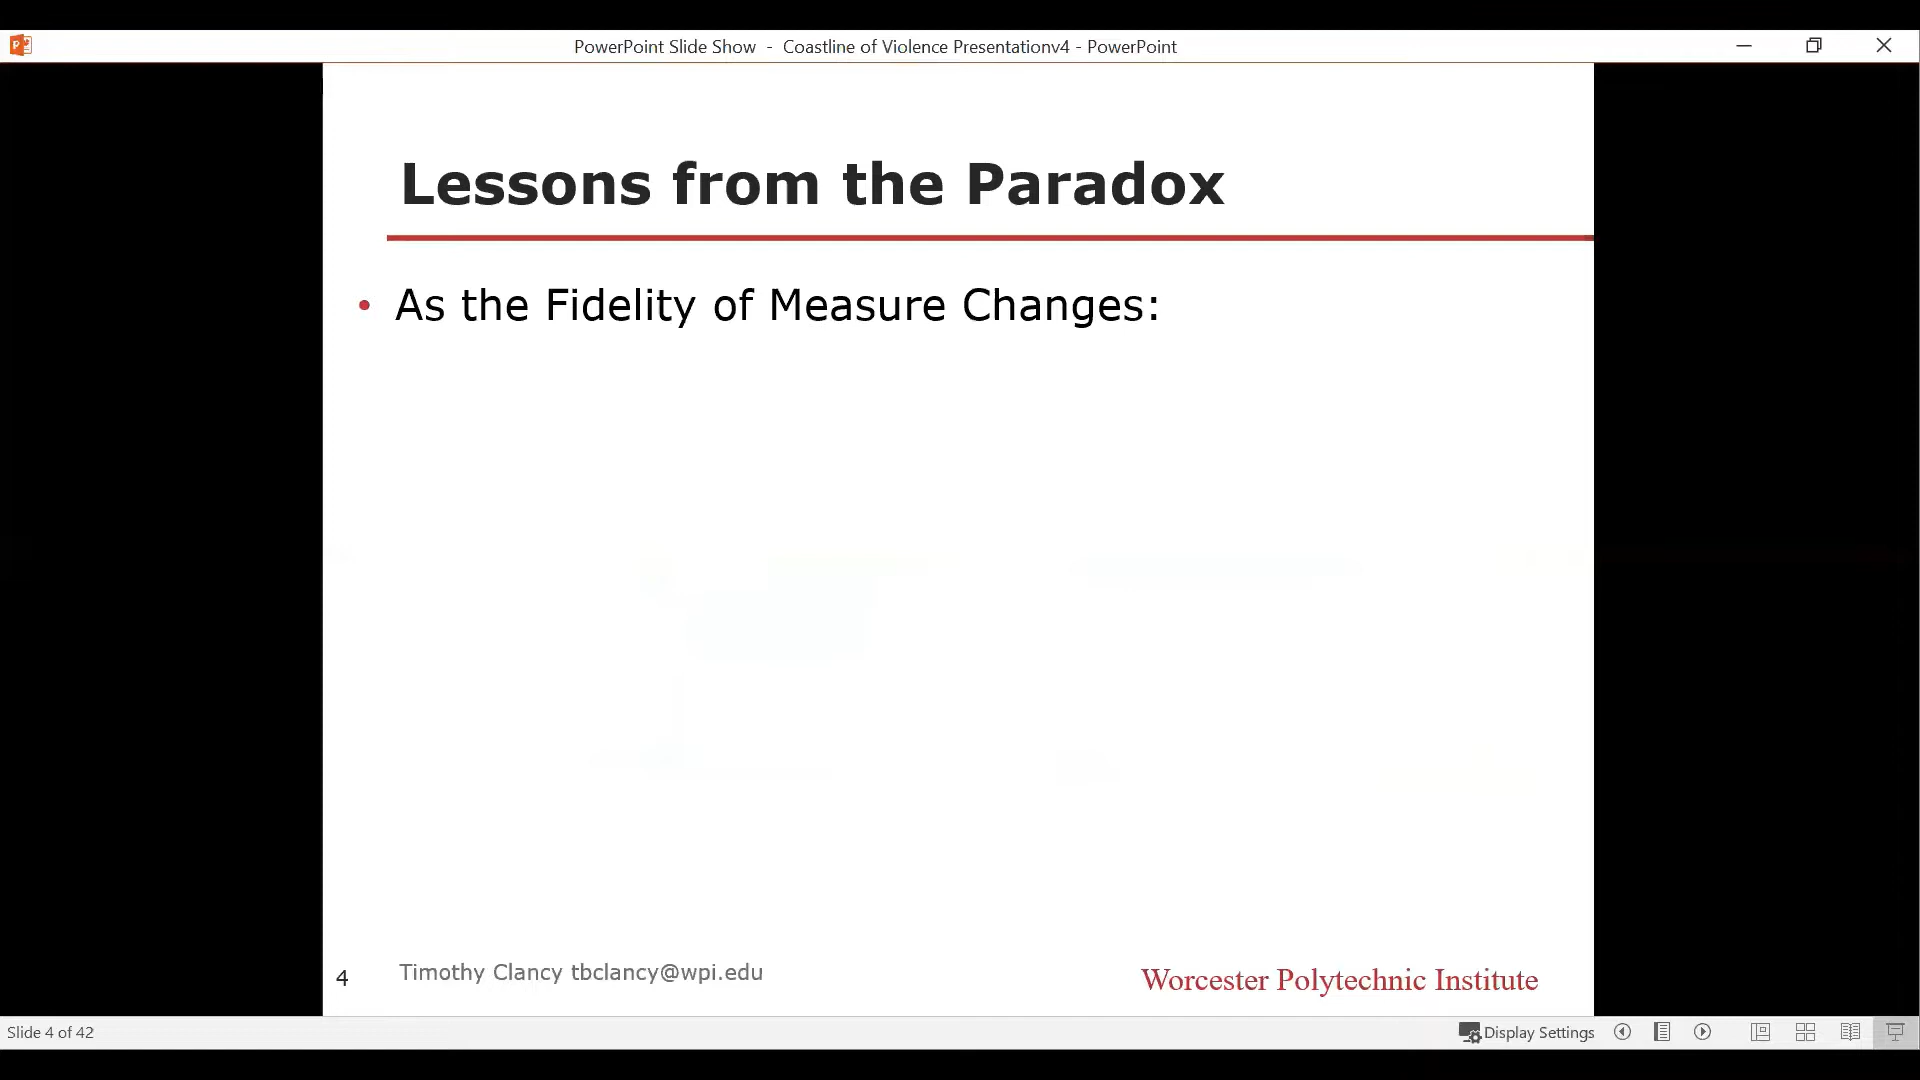 PowerPoint Slide Show - Coastline of Violence Presentationv4 - PowerPoint
Lessons from the Paradox
• As the Fidelity of Measure Changes:
4
Timothy Clancy tbclancy@wpi.edu
Worcester Polytechnic Institute
Slide 4 of 42
Display Settings